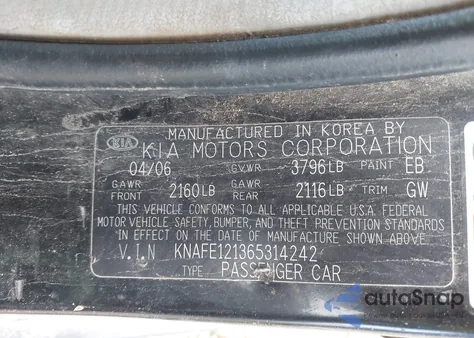 MANUFACTURED IN KOREA BY
KIA KIA MOTORS CORPORATION
04/06 GVWR 3796LB PAINT EB
GAWR FRONT 2160LB GAWR REAR 2116LB TRIM GW
THIS VEHICLE CONFORMS TO ALL APPLICABLE U.S.A. FEDERAL
MOTOR VEHICLE SAFETY, BUMPER, AND THEFT PREVENTION
STANDARDS IN EFFECT ON THE
DATE OF MANUFACTURE SHOWN ABOVE.
V.I.N KNAFE121365314242
TYPE PASSENGER CAR
autoSnap